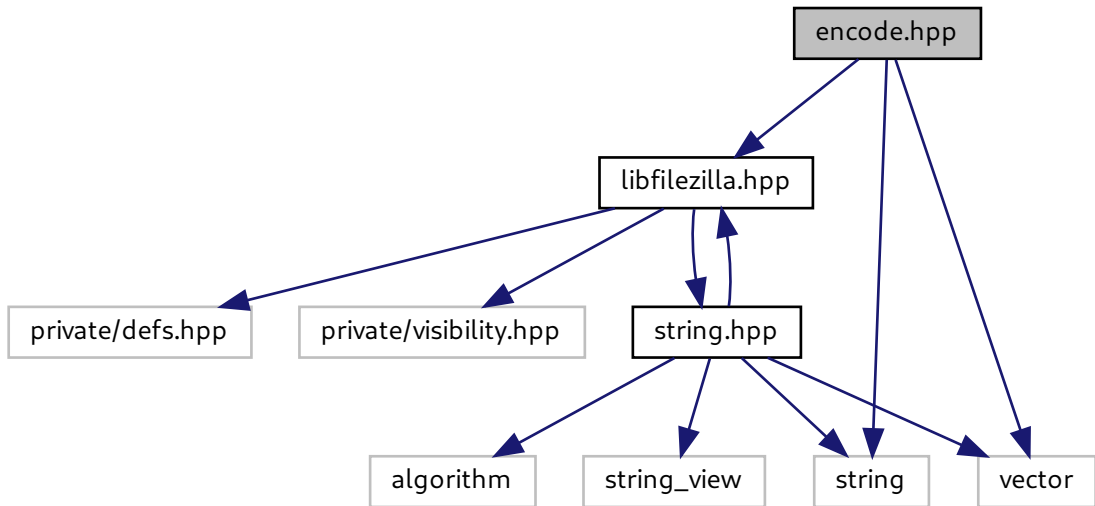 encode.hpp
libfilezilla.hpp
private/defs.hpp
private/visibility.hpp
string.hpp
algorithm
string_view
string
vector